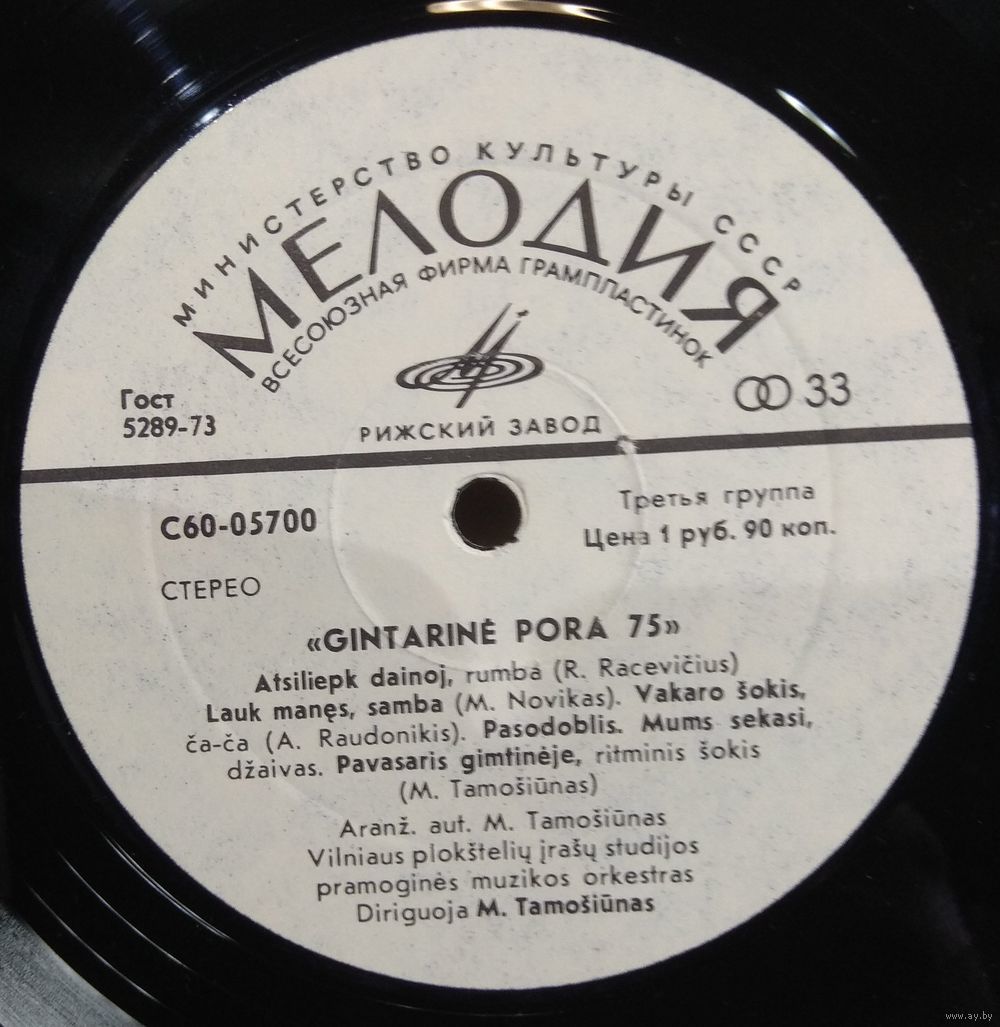 МИНИСТЕРСТВО КУЛЬТУРЫ СССР
МЕЛОДИЯ
ВСЕСОЮЗНАЯ ФИРМА ГРАМПЛАСТИНОК
Гост
5289-73
РИЖСКИЙ ЗАВОД
33
С60-05700
Третья группа
Цена 1 руб. 90 коп.
СТЕРЕО
«GINTARINĖ PORA 75»
Atsiliepk dainoj, rumba (R. Racevičius)
Lauk manęs, samba (M. Novikas). Vakaro šokis,
ča-ča (A. Raudonikis). Pasodoblis. Mums sekasi,
džaivas. Pavasaris gimtinėje, ritminis šokis
(M. Tamošiūnas)
Aranž. aut. M. Tamošiūnas
Vilniaus plokštelių įrašų studijos
pramoginės muzikos orkestras
Diriguoja M. Tamošiūnas
www.ay.by